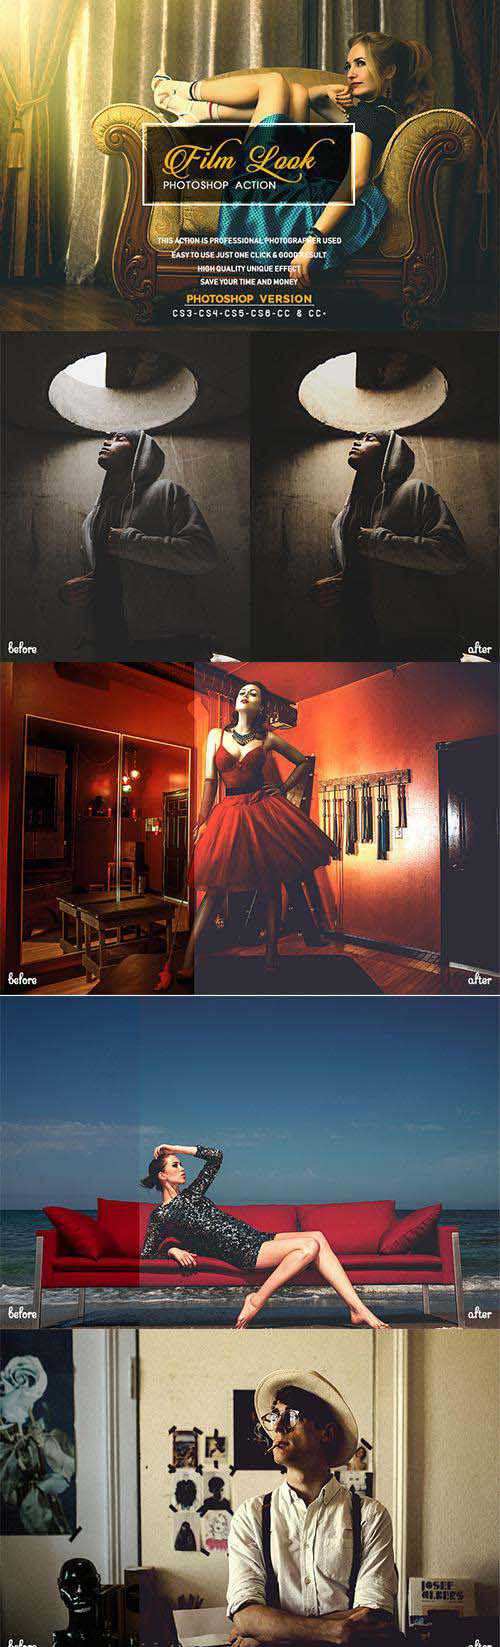 Film Look
PHOTOSHOP ACTION
THIS ACTION IS PROFESSIONAL PHOTOGRAPHER USED
EASY TO USE JUST ONE CLICK & GOOD RESULT
HIGH QUALITY UNIQUE EFFECT
SAVE YOUR TIME AND MONEY
PHOTOSHOP VERSION
CS3-CS4-CS5-CS6-CC & CC+
before
after
before
after
before
after
JOSEF
ALBERS
before
after